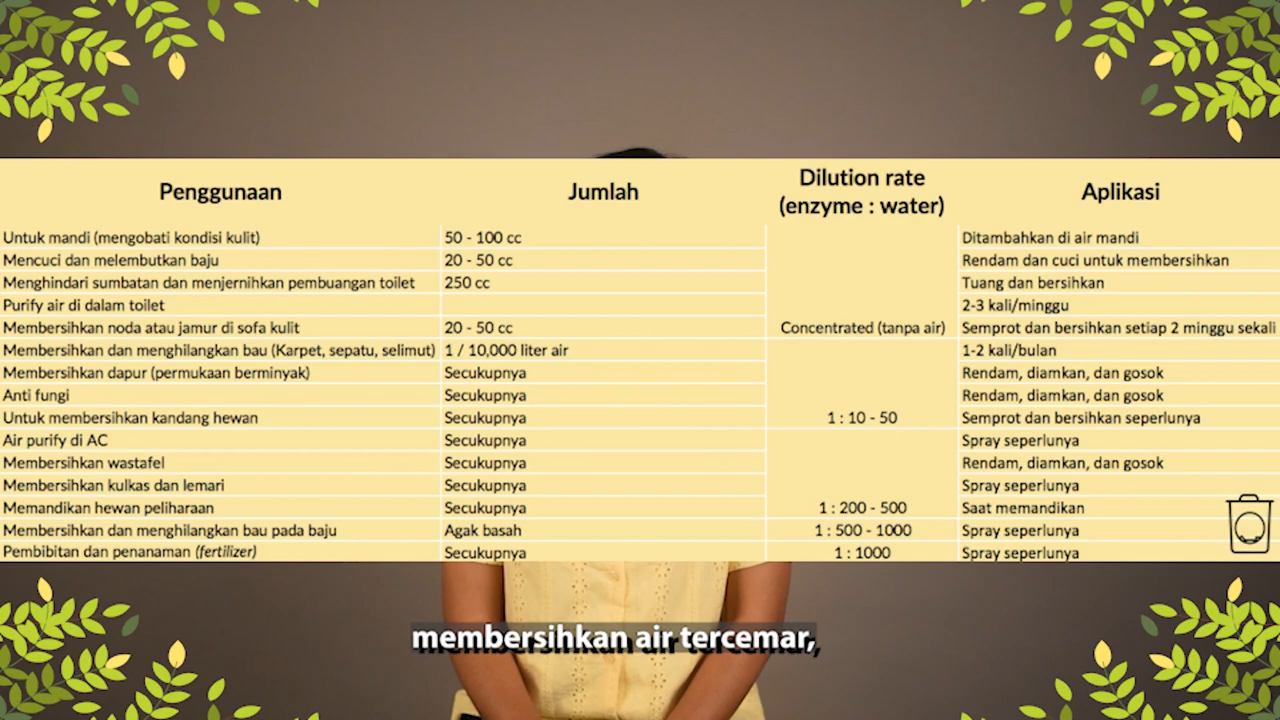 Penggunaan Jumlah Dilution rate (enzyme : water) Aplikasi
Untuk mandi (mengobati kondisi kulit) 50 - 100 cc Ditambahkan di air mandi
Mencuci dan melembutkan baju 20 - 50 cc Rendam dan cuci untuk membersihkan
Menghindari sumbatan dan menjernihkan pembuangan toilet 250 cc Tuang dan bersihkan
Purify air di dalam toilet 2-3 kali/minggu
Membersihkan noda atau jamur di sofa kulit 20 - 50 cc Concentrated (tanpa air) Semprot dan bersihkan setiap 2 minggu sekali
Membersihkan dan menghilangkan bau (Karpet, sepatu, selimut) 1 / 10,000 liter air 1-2 kali/bulan
Membersihkan dapur (permukaan berminyak) Secukupnya Rendam, diamkan, dan gosok
Anti fungi Secukupnya Rendam, diamkan, dan gosok
Untuk membersihkan kandang hewan Secukupnya 1 : 10 - 50 Semprot dan bersihkan seperlunya
Air purify di AC Secukupnya Spray seperlunya
Membersihkan wastafel Secukupnya Rendam, diamkan, dan gosok
Membersihkan kulkas dan lemari Secukupnya Spray seperlunya
Memandikan hewan peliharaan Secukupnya 1 : 200 - 500 Saat memandikan
Membersihkan dan menghilangkan bau pada baju Agak basah 1 : 500 - 1000 Spray seperlunya
Pembibitan dan penanaman (fertilizer) Secukupnya 1 : 1000 Spray seperlunya
membersihkan air tercemar,